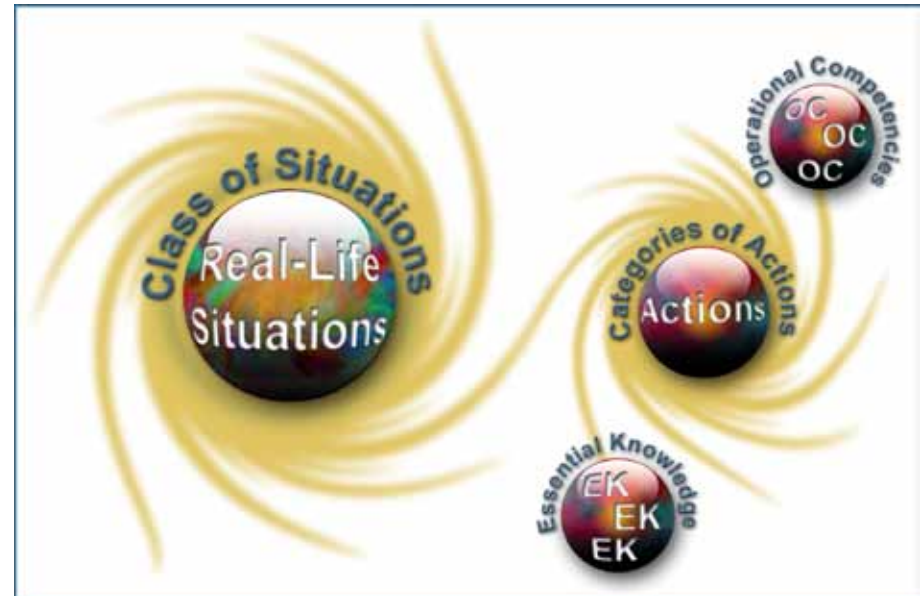 Class of Situations
Real-Life
Situations
Operational Competencies
OC
OC
OC
Categories of Actions
Actions
Essential Knowledge
EK
EK
EK